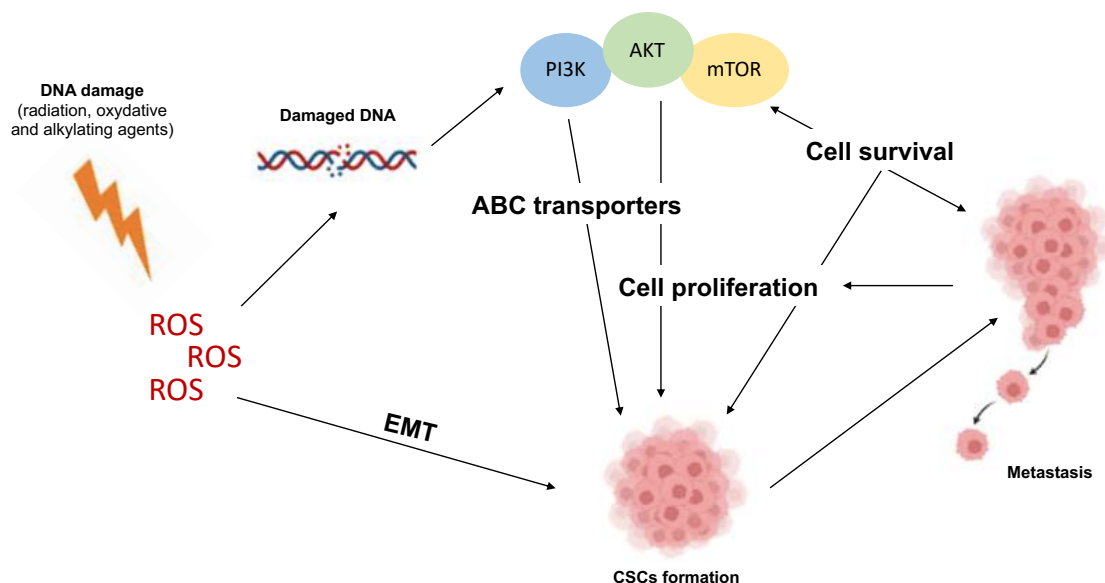 AKT
PI3K
mTOR
DNA damage
(radiation, oxydative
and alkylating agents)
Damaged DNA
Cell survival
ABC transporters
Cell proliferation
ROS
ROS
ROS
EMT
Metastasis
CSCs formation